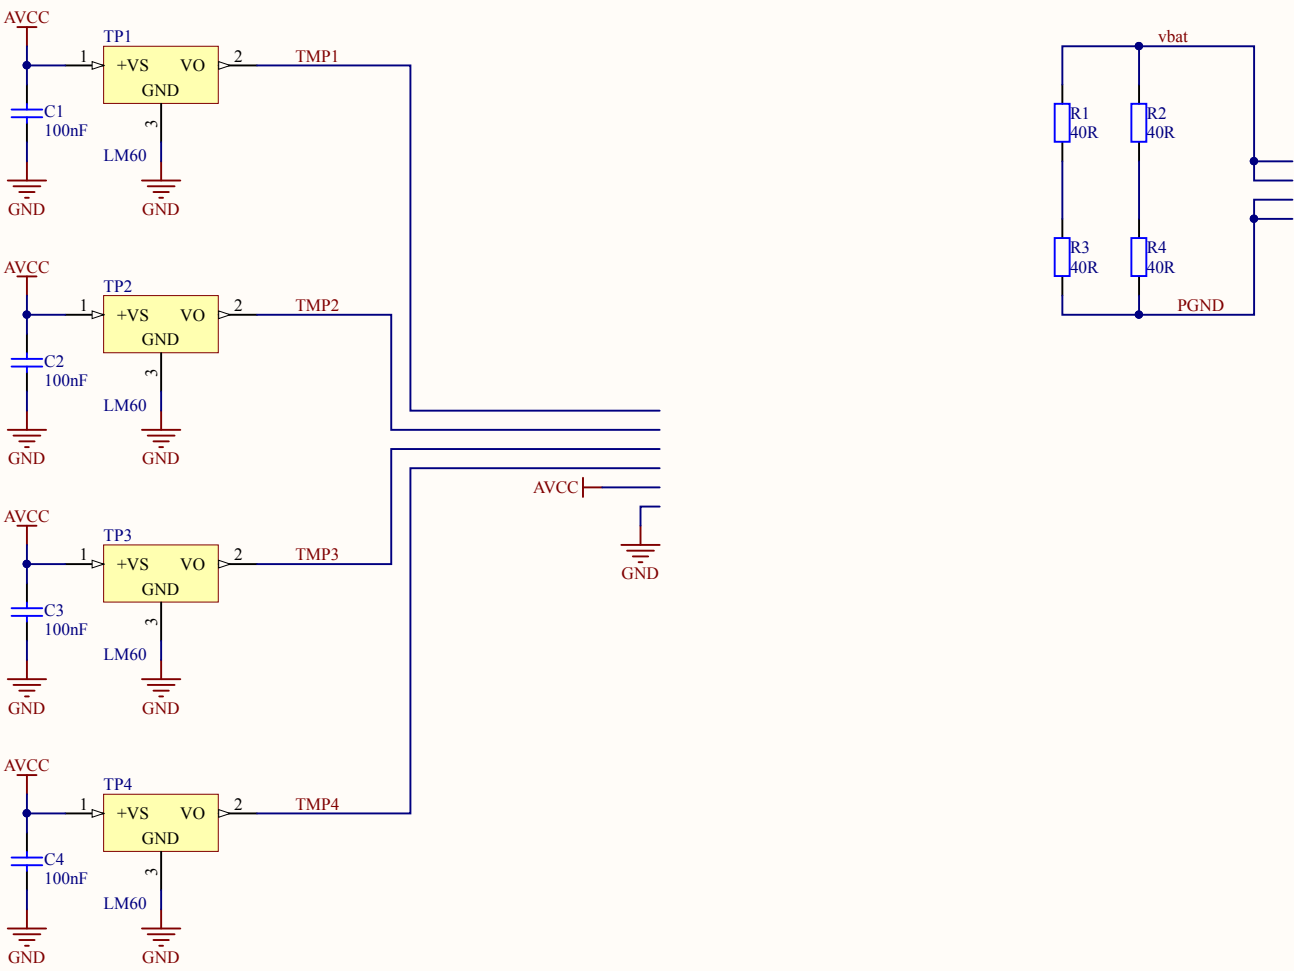 AVCC
TP1
1
+VS
VO
2
TMP1
GND
C1
100nF
3
LM60
GND
GND
AVCC
TP2
1
+VS
VO
2
TMP2
GND
C2
100nF
3
LM60
GND
GND
AVCC
TP3
1
+VS
VO
2
TMP3
GND
C3
100nF
3
LM60
GND
GND
AVCC
TP4
1
+VS
VO
2
TMP4
GND
C4
100nF
3
LM60
GND
GND
AVCC
GND
vbat
R1
40R
R2
40R
R3
40R
R4
40R
PGND